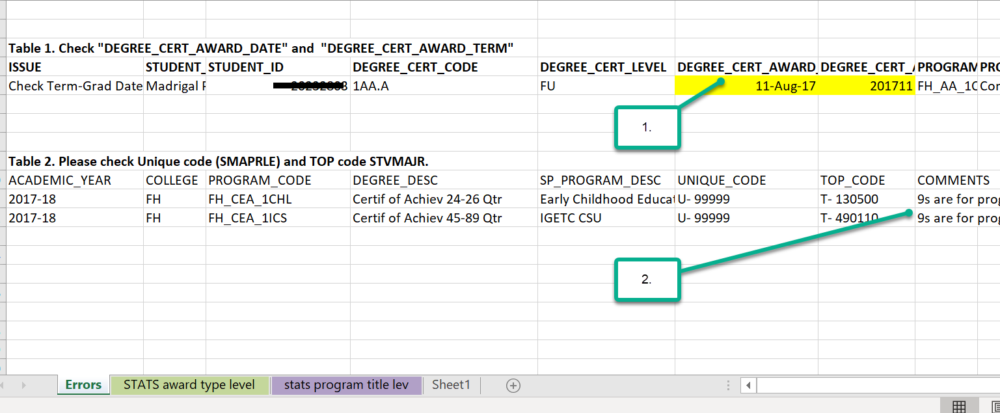 Table 1. Check "DEGREE_CERT_AWARD_DATE" and "DEGREE_CERT_AWARD_TERM"
ISSUE STUDENT_ STUDENT_ID DEGREE_CERT_CODE DEGREE_CERT_LEVEL DEGREE_CERT_AWARD_ DEGREE_CERT_A PROGRAM PRO
Check Term-Grad Date Madrigal 1AA.A FU 11-Aug-17 201711 FH_AA_1C Cor
1.
Table 2. Please check Unique code (SMAPRLE) and TOP code STVMAJR.
ACADEMIC_YEAR COLLEGE PROGRAM_CODE DEGREE_DESC SP_PROGRAM_DESC UNIQUE_CODE TOP_CODE COMMENTS
2017-18 FH FH_CEA_1CHL Certif of Achiev 24-26 Qtr Early Childhood Educat U- 99999 T- 130500 9s are for prog
2017-18 FH FH_CEA_1ICS Certif of Achiev 45-89 Qtr IGETC CSU U- 99999 T- 490110 9s are for prog
2.
Errors STATS award type level stats program title lev Sheet1